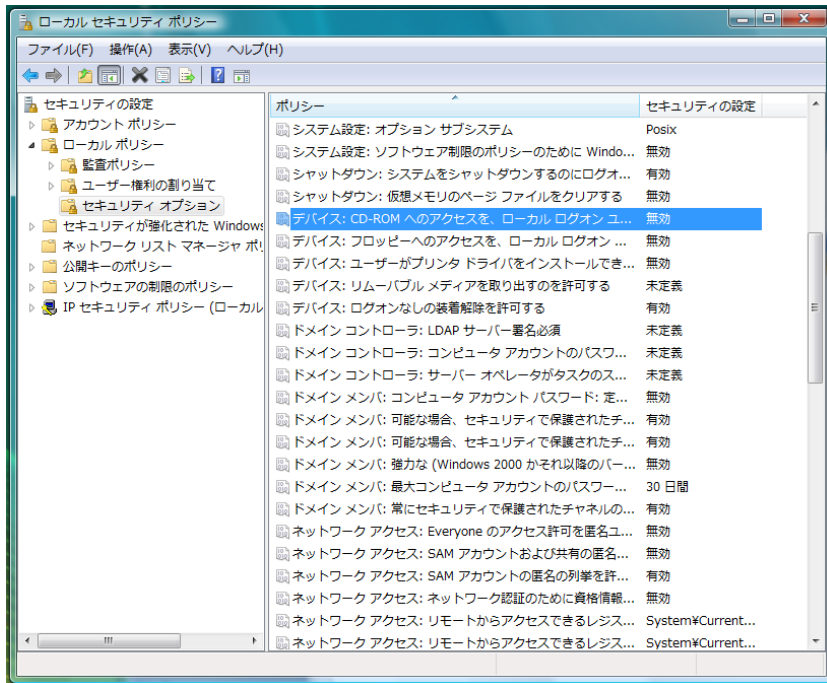 ローカル セキュリティ ポリシー
ファイル(F) 操作(A) 表示(V) ヘルプ(H)
セキュリティの設定
アカウント ポリシー
ローカル ポリシー
監査ポリシー
ユーザー権利の割り当て
セキュリティ オプション
セキュリティが強化された Windows
ネットワーク リスト マネージャ ポリ
公開キーのポリシー
ソフトウェアの制限のポリシー
IP セキュリティ ポリシー (ローカル
ポリシー セキュリティの設定
システム設定: オプション サブシステム Posix
システム設定: ソフトウェア制限のポリシーのために Windo... 無効
シャットダウン: システムをシャットダウンするのにログオ... 有効
シャットダウン: 仮想メモリのページ ファイルをクリアする 無効
デバイス: CD-ROM へのアクセスを、ローカル ログオン ユ... 無効
デバイス: フロッピーへのアクセスを、ローカル ログオン ... 無効
デバイス: ユーザーがプリンタ ドライバをインストールでき... 無効
デバイス: リムーバブル メディアを取り出すのを許可する 未定義
デバイス: ログオンなしの装着解除を許可する 有効
ドメイン コントローラ: LDAP サーバー署名必須 未定義
ドメイン コントローラ: コンピュータ アカウントのパスワ... 未定義
ドメイン コントローラ: サーバー オペレータがタスクのス... 未定義
ドメイン メンバ: コンピュータ アカウント パスワード: 定... 無効
ドメイン メンバ: 可能な場合、セキュリティで保護されたチ... 有効
ドメイン メンバ: 可能な場合、セキュリティで保護されたチ... 有効
ドメイン メンバ: 強力な (Windows 2000 かそれ以降のバー... 無効
ドメイン メンバ: 最大コンピュータ アカウントのパスワー... 30 日間
ドメイン メンバ: 常にセキュリティで保護されたチャネルの... 有効
ネットワーク アクセス: Everyone のアクセス許可を匿名ユ... 無効
ネットワーク アクセス: SAM アカウントおよび共有の匿名... 無効
ネットワーク アクセス: SAM アカウントの匿名の列挙を許... 有効
ネットワーク アクセス: ネットワーク認証のために資格情報... 無効
ネットワーク アクセス: リモートからアクセスできるレジス... System¥Current...
ネットワーク アクセス: リモートからアクセスできるレジス... System¥Current...